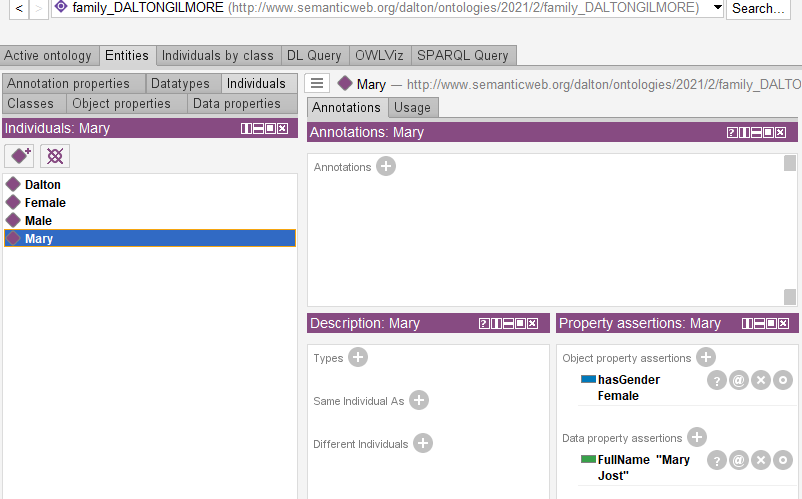 family_DALTONGILMORE (http://www.semanticweb.org/dalton/ontologies/2021/2/family_DALTONGILMORE)
Search...
Active ontology Entities Individuals by class DL Query OWLViz SPARQL Query
Annotation properties Datatypes Individuals
Classes Object properties Data properties
Individuals: Mary
Dalton
Female
Male
Mary
Mary — http://www.semanticweb.org/dalton/ontologies/2021/2/family_DALTO
Annotations Usage
Annotations: Mary
Annotations
Description: Mary
Types
Same Individual As
Different Individuals
Property assertions: Mary
Object property assertions
hasGender
Female
Data property assertions
FullName "Mary
Jost"